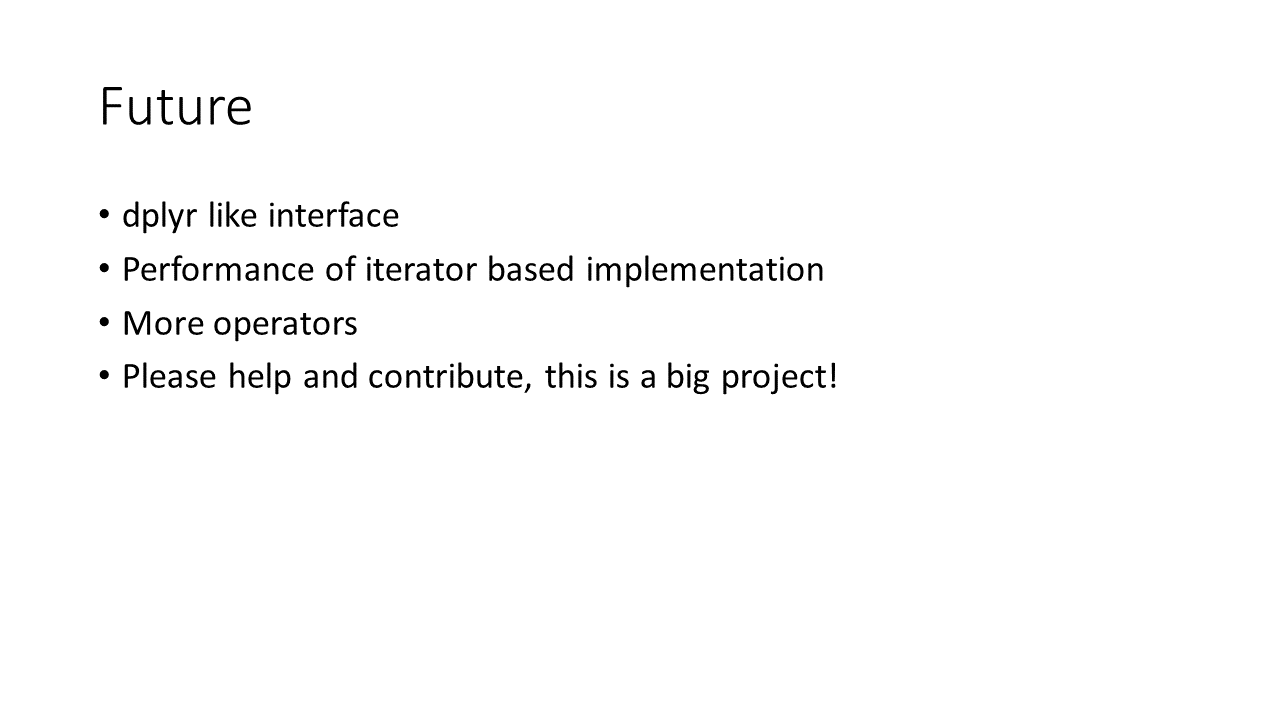 Future
• dplyr like interface
• Performance of iterator based implementation
• More operators
• Please help and contribute, this is a big project!